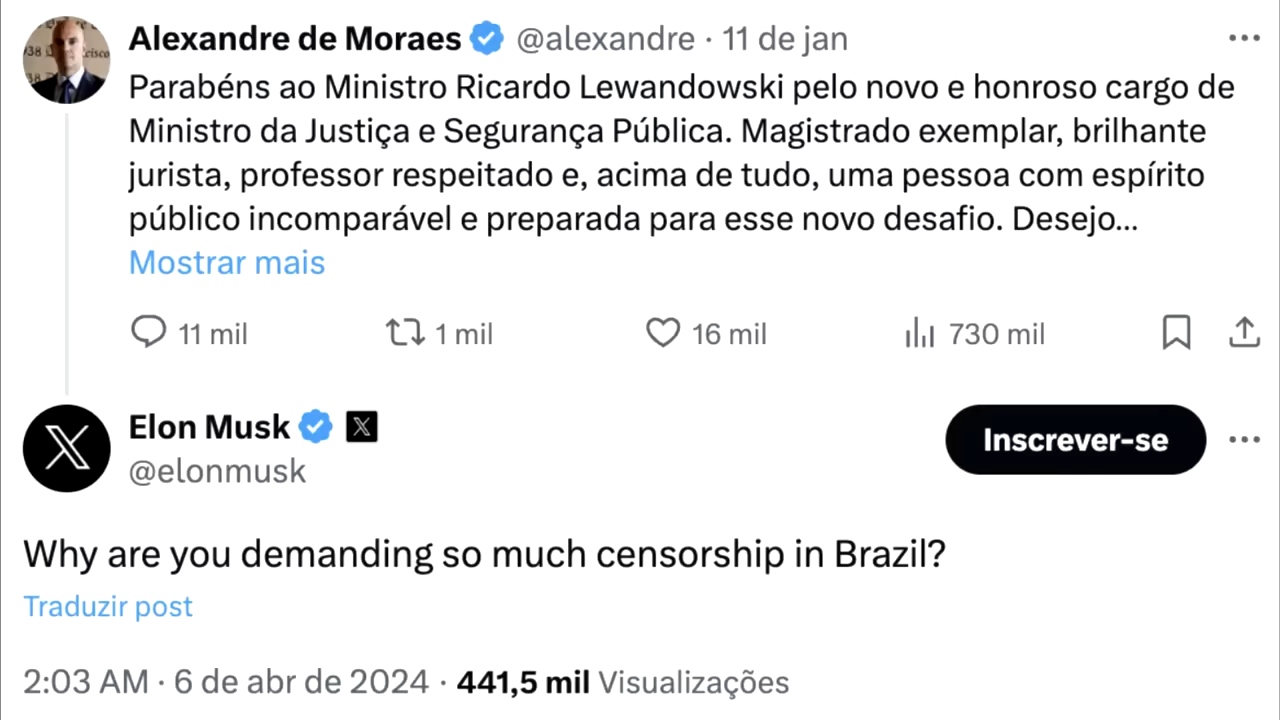 Alexandre de Moraes @alexandre · 11 de jan
Parabéns ao Ministro Ricardo Lewandowski pelo novo e honroso cargo de
Ministro da Justiça e Segurança Pública. Magistrado exemplar, brilhante
jurista, professor respeitado e, acima de tudo, uma pessoa com espírito
público incomparável e preparada para esse novo desafio. Desejo...
Mostrar mais
11 mil 1 mil 16 mil 730 mil
Elon Musk
@elonmusk
Inscrever-se
Why are you demanding so much censorship in Brazil?
Traduzir post
2:03 AM · 6 de abr de 2024 · 441,5 mil Visualizações